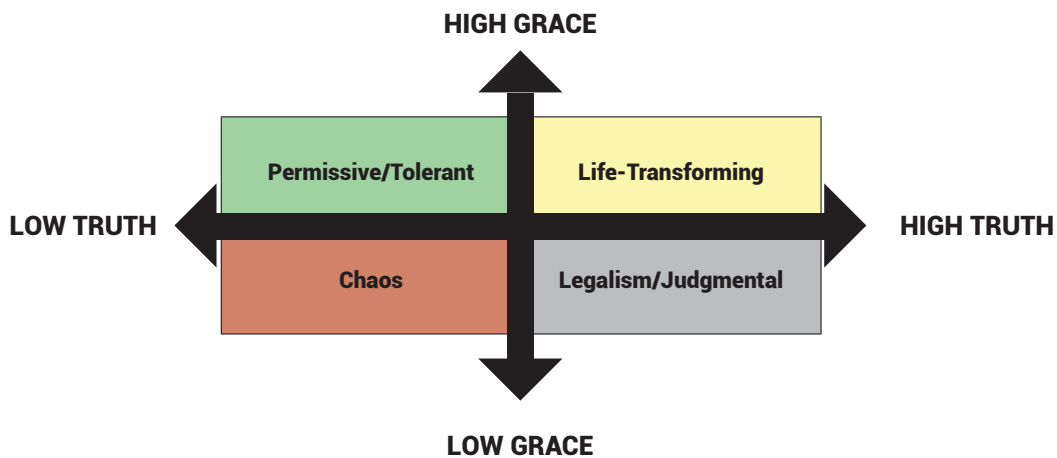 HIGH GRACE
Permissive/Tolerant
Life-Transforming
LOW TRUTH
HIGH TRUTH
Chaos
Legalism/Judgmental
LOW GRACE